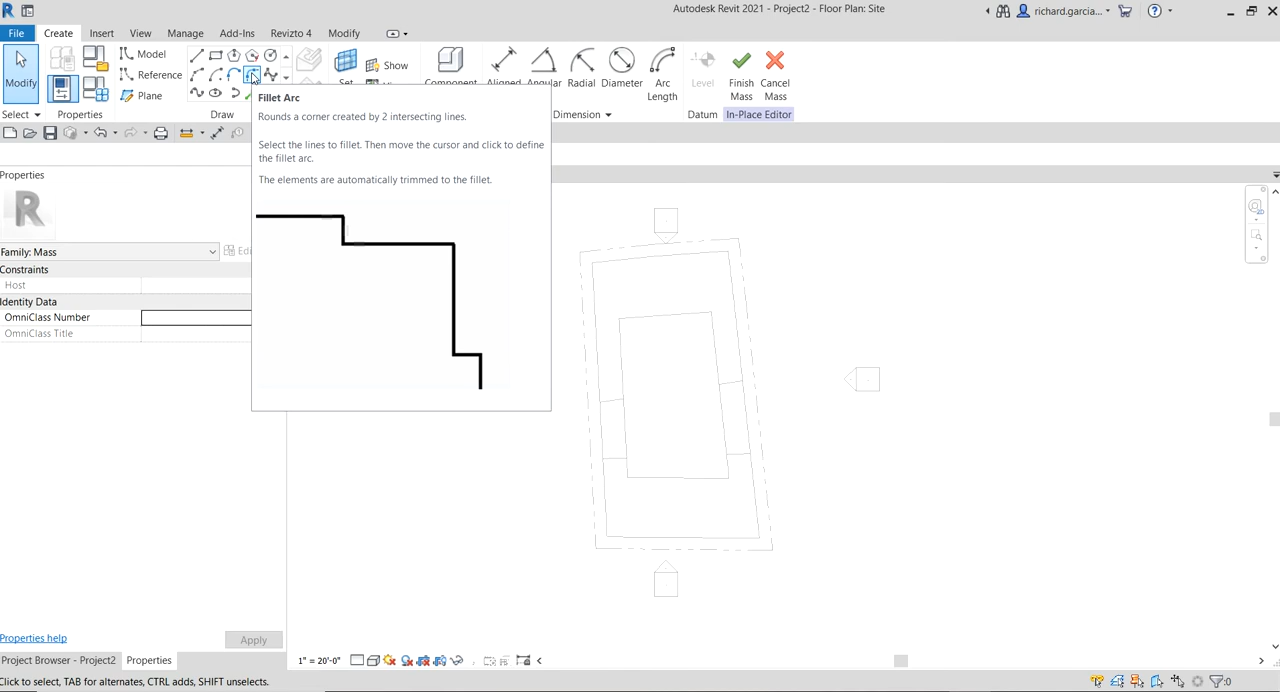 Autodesk Revit 2021 - Project2 - Floor Plan: Site
richard.garcia...
File Create Insert View Manage Add-Ins Revizto 4 Modify
Model
Reference
Plane
Show
Modify
Set
Component
Aligned
Angular
Radial
Diameter
Arc
Length
Level
Finish
Mass
Cancel
Mass
Select
Properties
Draw
Dimension
Datum
In-Place Editor
Fillet Arc
Rounds a corner created by 2 intersecting lines.
Select the lines to fillet. Then move the cursor and click to define
the fillet arc.
The elements are automatically trimmed to the fillet.
Properties
R
Family: Mass
Edi
Constraints
Host
Identity Data
OmniClass Number
OmniClass Title
Properties help
Apply
Project Browser - Project2
Properties
1" = 20'-0"
Click to select, TAB for alternates, CTRL adds, SHIFT unselects.
:0